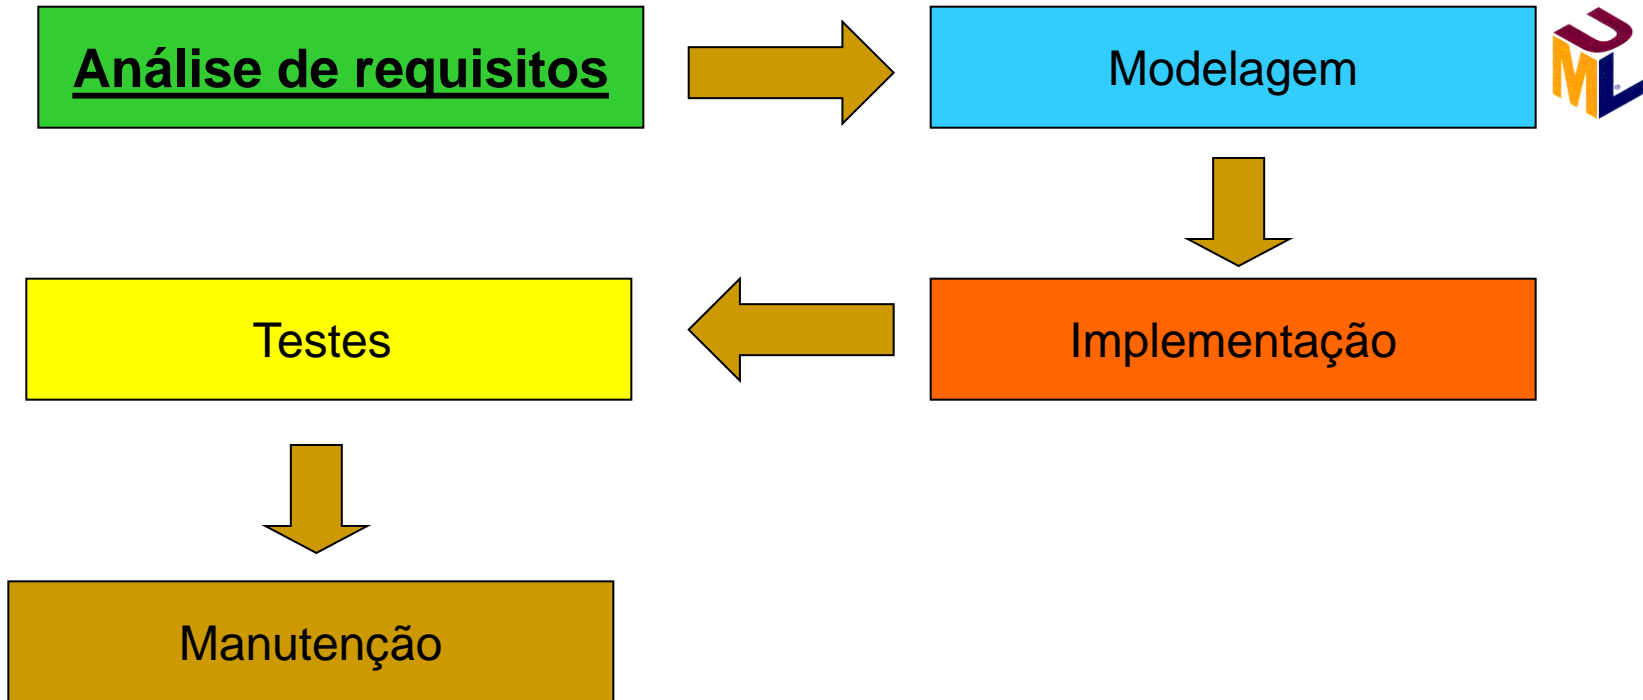 Análise de requisitos
Modelagem
UML
Implementação
Testes
Manutenção